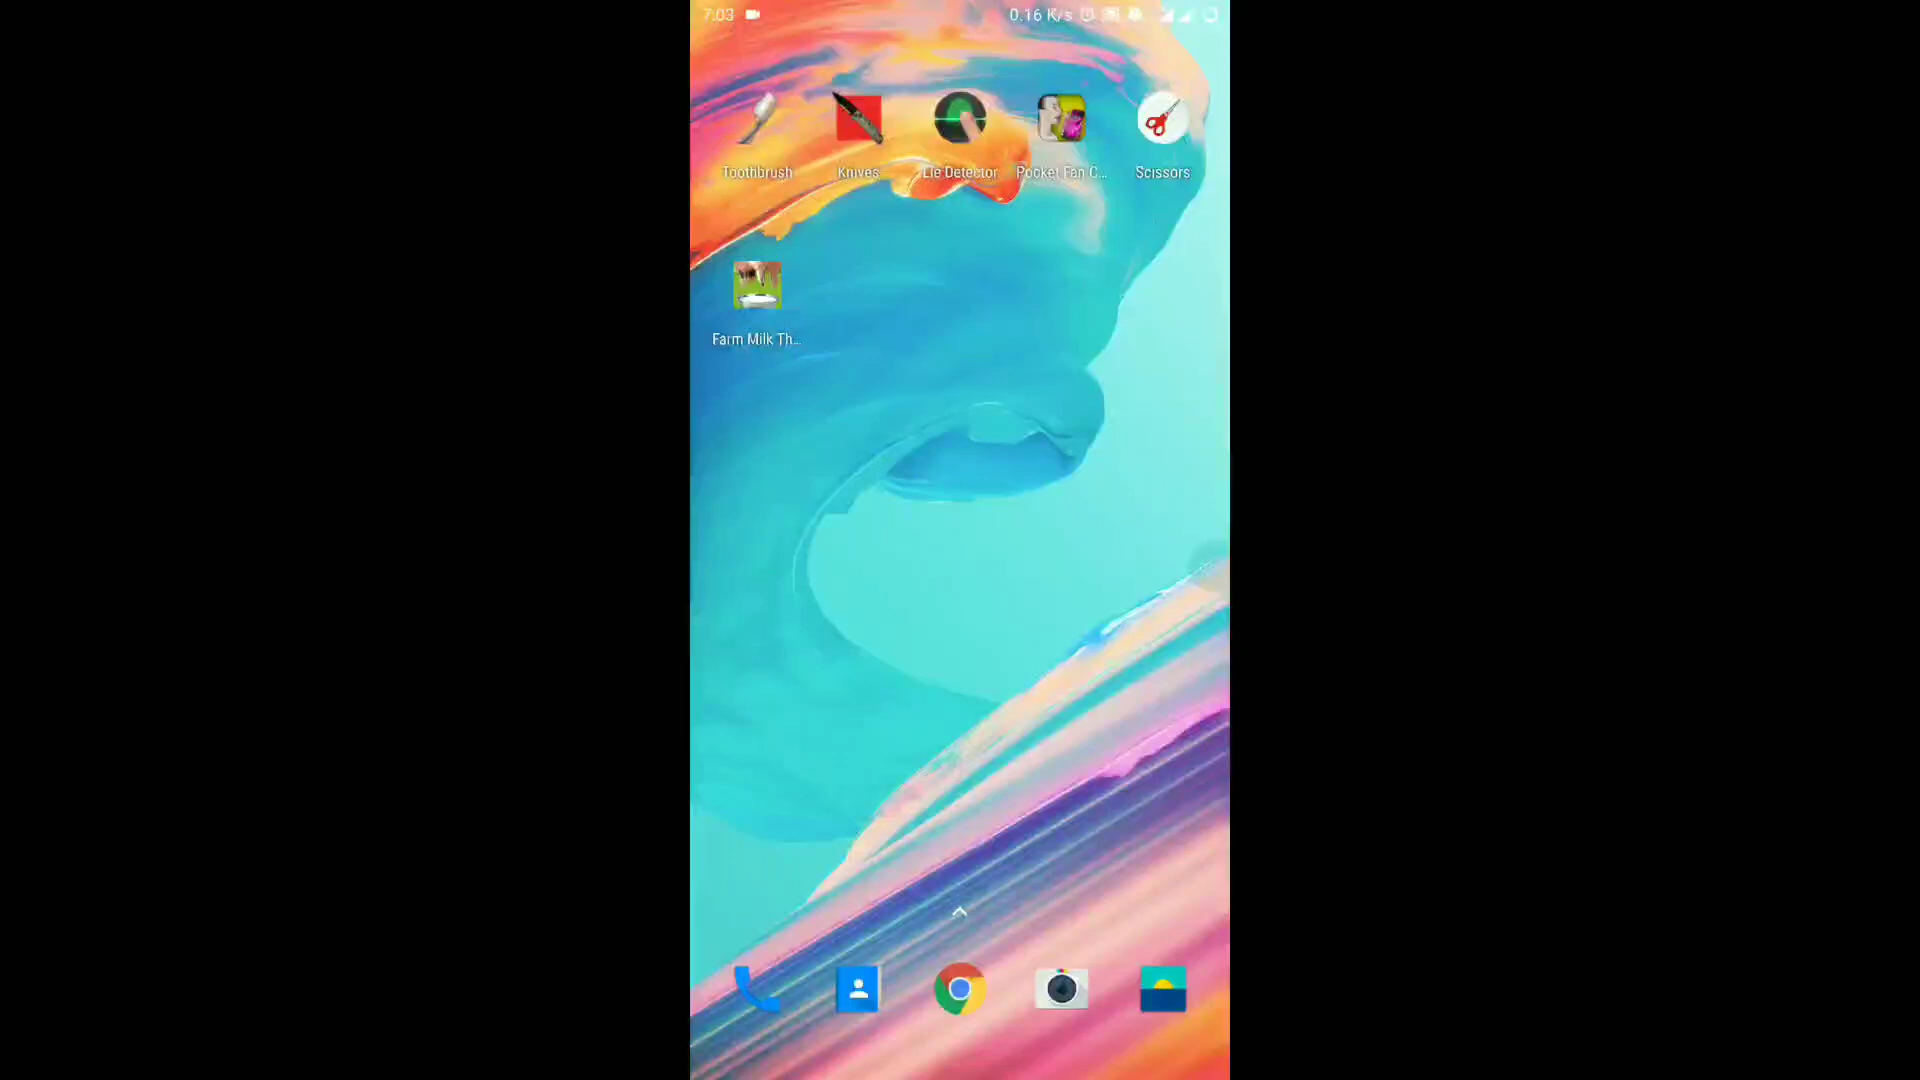 7:03 0.16 K/s
Toothbrush Knives Lie Detector Pocket Fan C... Scissors
Farm Milk Th...